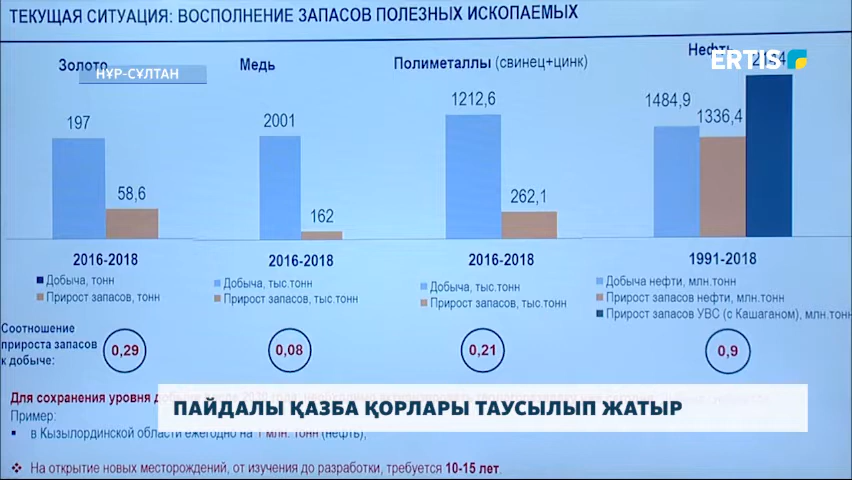 ТЕКУЩАЯ СИТУАЦИЯ: ВОСПОЛНЕНИЕ ЗАПАСОВ ПОЛЕЗНЫХ ИСКОПАЕМЫХ
Золото Медь Полиметаллы (свинец+цинк) Нефть
НҰР-СҰЛТАН
ERTIS
197 58,6
2001 162
1212,6 262,1
1484,9 1336,4
2016-2018 2016-2018 2016-2018 1991-2018
Добыча, тонн
Прирост запасов, тонн
Добыча, тыс.тонн
Прирост запасов, тыс.тонн
Добыча, тыс.тонн
Прирост запасов, тыс.тонн
Добыча нефти, млн.тонн
Прирост запасов нефти, млн.тонн
Прирост запасов УВС (с Кашаганом), млн.тонн
Соотношение
прироста запасов
к добыче:
0,29 0,08 0,21 0,9
Для сохранения уровня
ПАЙДАЛЫ ҚАЗБА ҚОРЛАРЫ ТАУСЫЛЫП ЖАТЫР
Пример:
в Кызылординской области ежегодно на 1 млн. тонн (нефть),
На открытие новых месторождений, от изучения до разработки, требуется 10-15 лет.